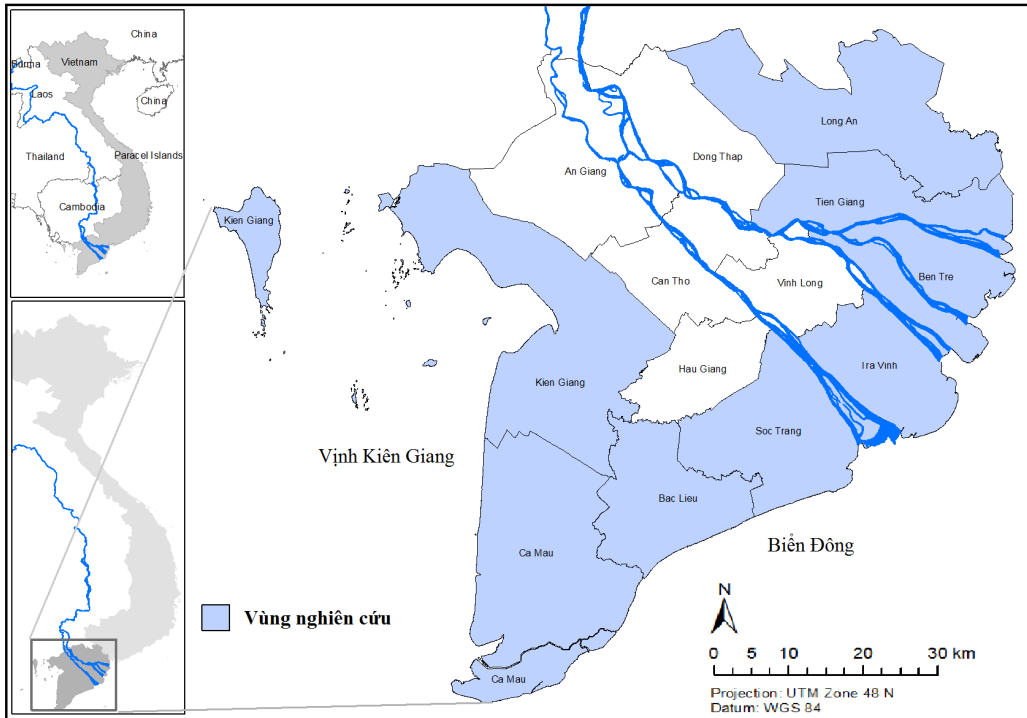 China
Burma
Vietnam
Laos
China
Thailand
Paracel Islands
Cambodia
Long An
Dong Thap
An Giang
Tien Giang
Kien Giang
Ben Tre
Can Tho
Vinh Long
Tra Vinh
Hau Giang
Kien Giang
Soc Trang
Vịnh Kiên Giang
Bac Lieu
Biển Đông
Ca Mau
N
Vùng nghiên cứu
0 5 10 20 30 km
Ca Mau
Projection: UTM Zone 48 N
Datum: WGS 84